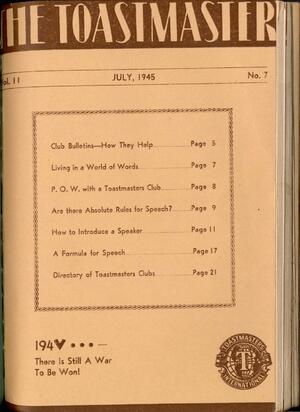 THE TOASTMASTER
Vol. 11 JULY, 1945 No. 7
Club Bulletins—How They Help Page 5
Living in a World of Words Page 7
P. O. W. with a Toastmasters Club Page 8
Are there Absolute Rules for Speech? Page 9
How to Introduce a Speaker Page 11
A Formula for Speech Page 17
Directory of Toastmasters Clubs Page 21
194V •••—
There Is Still A War
To Be Won!
TOASTMASTERS
T
INTERNATIONAL